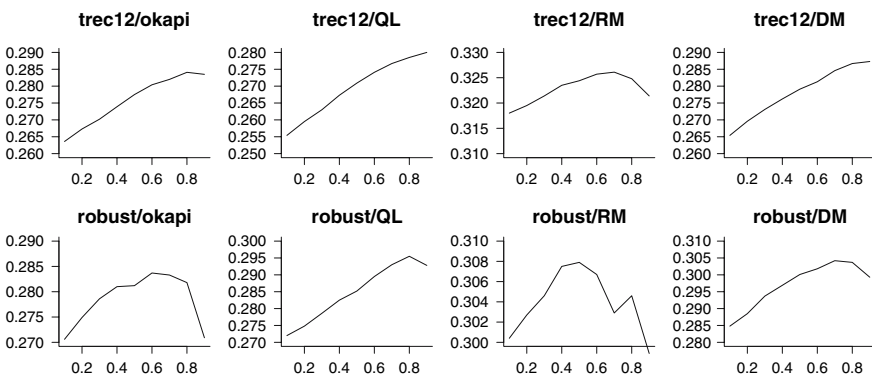 trec12/okapi trec12/QL trec12/RM trec12/DM
0.290 0.280 0.330 0.290
0.285 0.275 0.325 0.285
0.280 0.270 0.320 0.280
0.275 0.265 0.315 0.275
0.270 0.260 0.310 0.270
0.265 0.255 0.265
0.260 0.250 0.260
0.2 0.4 0.6 0.8 0.2 0.4 0.6 0.8 0.2 0.4 0.6 0.8 0.2 0.4 0.6 0.8
robust/okapi robust/QL robust/RM robust/DM
0.290 0.300 0.310 0.310
0.285 0.295 0.308 0.305
0.280 0.290 0.306 0.300
0.275 0.285 0.304 0.295
0.270 0.280 0.302 0.290
0.275 0.300 0.285
0.270 0.280
0.2 0.4 0.6 0.8 0.2 0.4 0.6 0.8 0.2 0.4 0.6 0.8 0.2 0.4 0.6 0.8